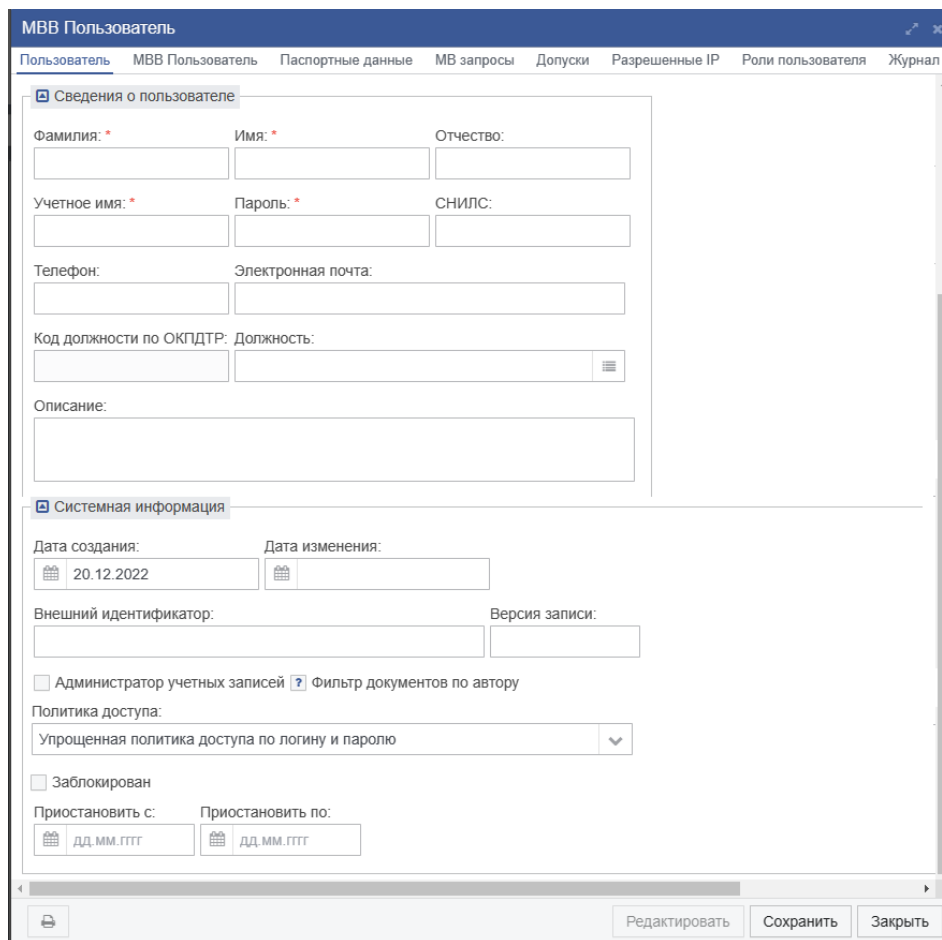 МВВ Пользователь
Пользователь МВВ Пользователь Паспортные данные МВ запросы Допуски Разрешенные IP Роли пользователя Журнал
Сведения о пользователе
Фамилия: * Имя: * Отчество:
Учетное имя: * Пароль: * СНИЛС:
Телефон: Электронная почта:
Код должности по ОКПДТР: Должность:
Описание:
Системная информация
Дата создания: Дата изменения:
20.12.2022
Внешний идентификатор: Версия записи:
Администратор учетных записей ? Фильтр документов по автору
Политика доступа:
Упрощенная политика доступа по логину и паролю
Заблокирован
Приостановить с: Приостановить по:
дд.мм.гггг дд.мм.гггг
Редактировать Сохранить Закрыть